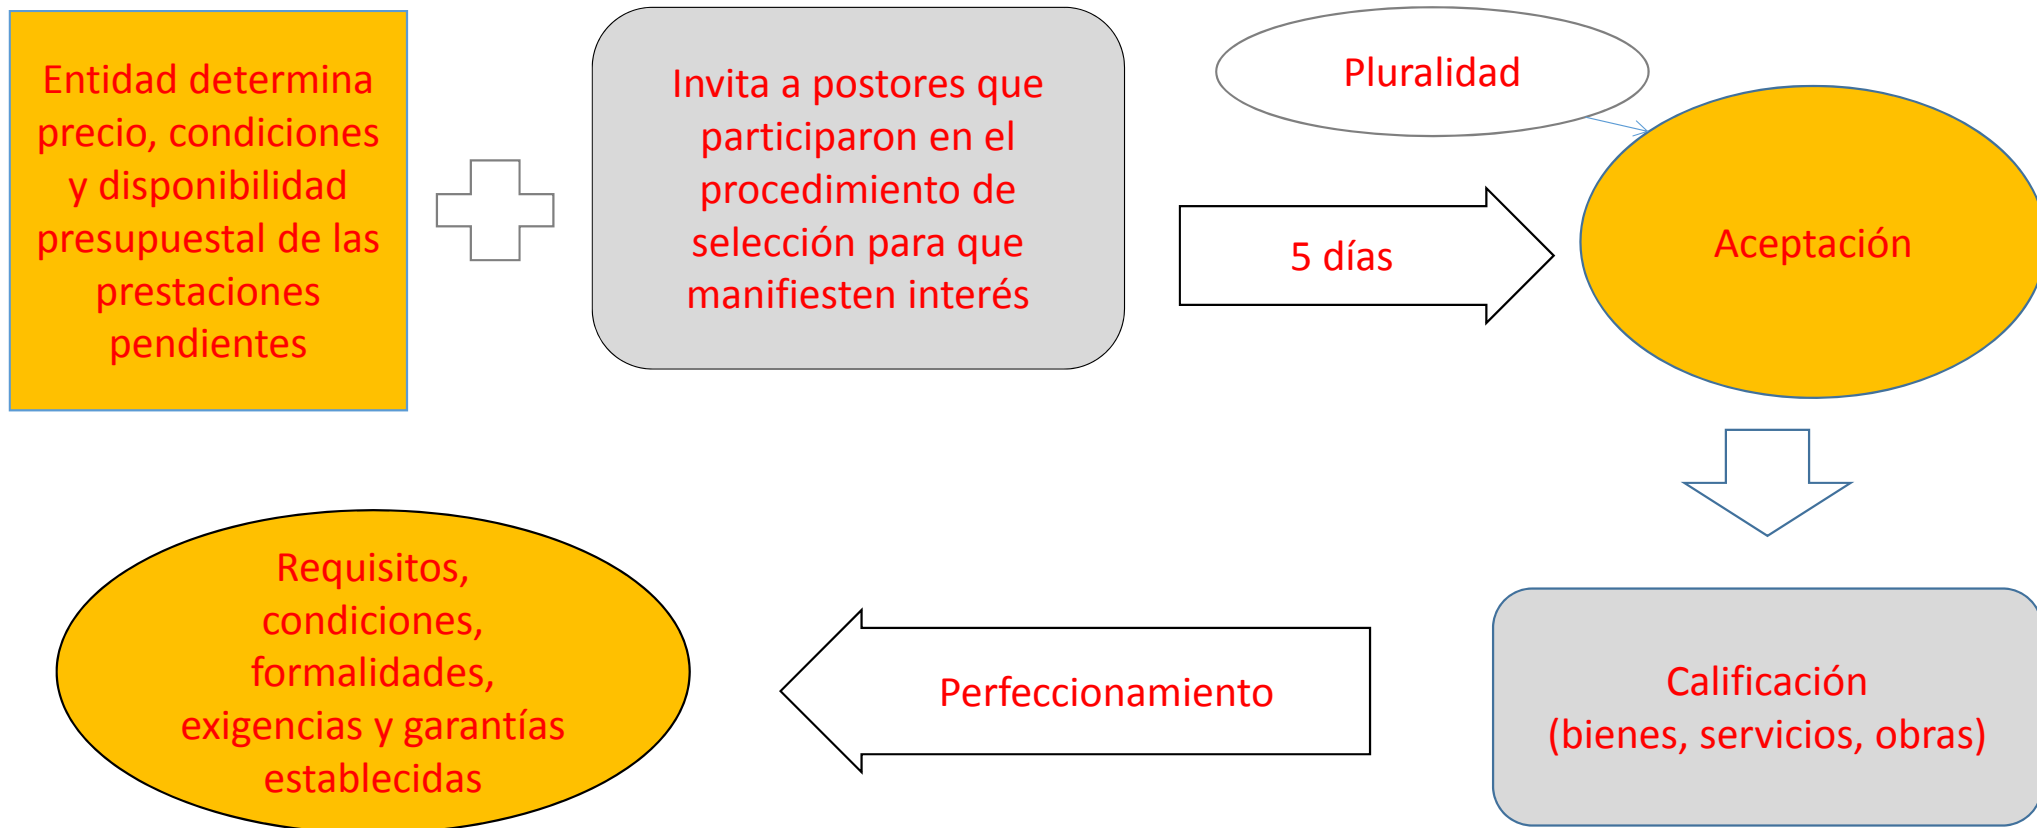 Entidad determina
precio, condiciones
y disponibilidad
presupuestal de las
prestaciones
pendientes
Invita a postores que
participaron en el
procedimiento de
selección para que
manifiesten interés
Pluralidad
5 días
Aceptación
Calificación
(bienes, servicios, obras)
Perfeccionamiento
Requisitos,
condiciones,
formalidades,
exigencias y garantías
establecidas